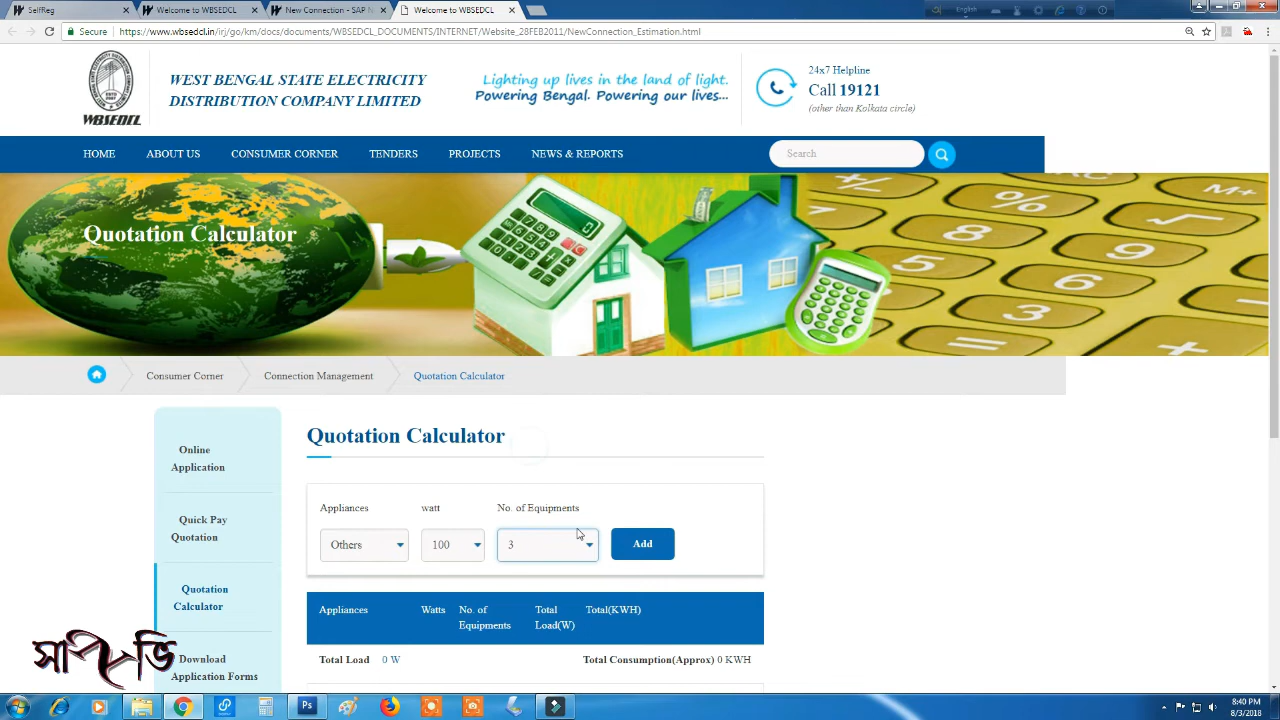 SelfReg
Welcome to WBSEDCL
New Connection - SAP N
Welcome to WBSEDCL
English
Secure
https://www.wbsedcl.in/irj/go/km/docs/documents/WBSEDCL_DOCUMENTS/INTERNET/Website_28FEB2011/NewConnection_Estimation.html
WBSEDCL
WEST BENGAL STATE ELECTRICITY
DISTRIBUTION COMPANY LIMITED
Lighting up lives in the land of light.
Powering Bengal. Powering our lives...
24x7 Helpline
Call 19121
(other than Kolkata circle)
HOME ABOUT US CONSUMER CORNER TENDERS PROJECTS NEWS & REPORTS Search
Quotation Calculator
Consumer Corner Connection Management Quotation Calculator
Online
Application
Quick Pay
Quotation
Quotation
Calculator
Download
Application Forms
Quotation Calculator
Appliances watt No. of Equipments
Others 100 3 Add
Appliances Watts No. of Equipments Total Load(W) Total(KWH)
Total Load 0 W Total Consumption(Approx) 0 KWH
8:40 PM
8/3/2018